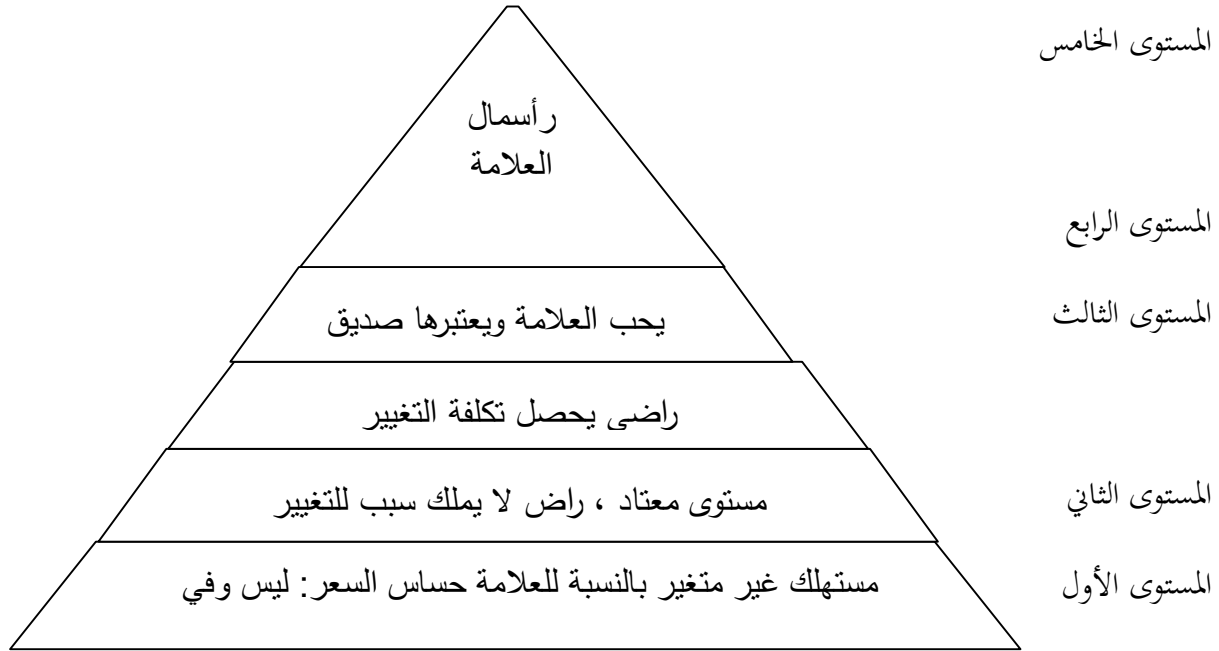 المستوى الخامس
رأسمال
العلامة
المستوى الرابع
المستوى الثالث
يحب العلامة ويعتبرها صديق
راضى يحصل تكلفة التغيير
المستوى الثاني
مستوى معتاد ، راض لا يملك سبب للتغيير
المستوى الأول
مستهلك غير متغير بالنسبة للعلامة حساس السعر: ليس وفي